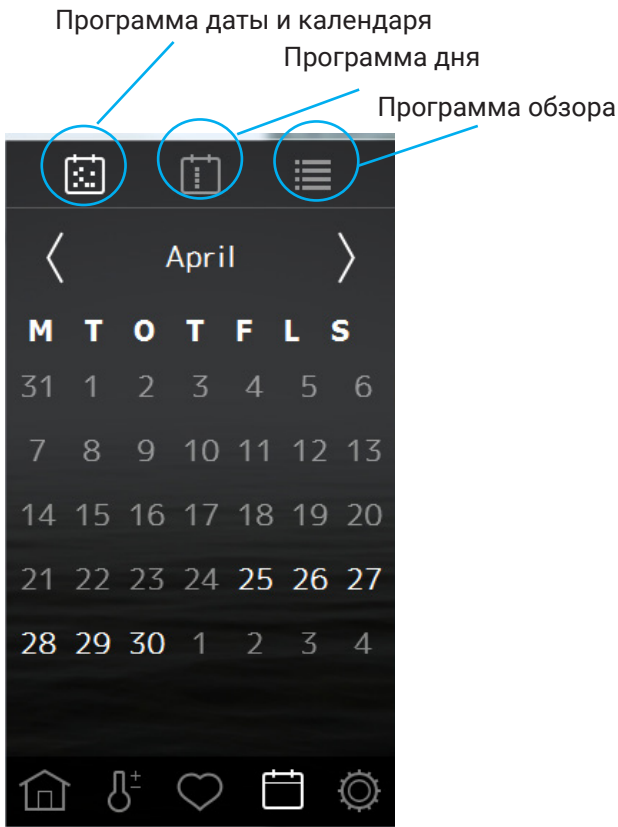 Программа даты и календаря
Программа дня
Программа обзора
April
M T O T F L S
31 1 2 3 4 5 6
7 8 9 10 11 12 13
14 15 16 17 18 19 20
21 22 23 24 25 26 27
28 29 30 1 2 3 4